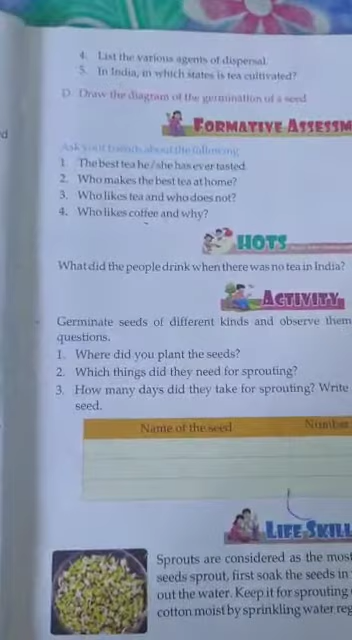 4. List the various agents of dispersal.
5. In India, in which states is tea cultivated?
D. Draw the diagram of the germination of a seed
FORMATIVE ASSESSM
Ask your friends about the following
1. The best tea he/she has ever tasted.
2. Who makes the best tea at home?
3. Who likes tea and who does not?
4. Who likes coffee and why?
HOTS
What did the people drink when there was no tea in India?
ACTIVITY
Germinate seeds of different kinds and observe them
questions.
1. Where did you plant the seeds?
2. Which things did they need for sprouting?
3. How many days did they take for sprouting? Write
seed.
Name of the seed Number
LIFE SKILL
Sprouts are considered as the most
seeds sprout, first soak the seeds in
out the water. Keep it for sprouting
cotton moist by sprinkling water reg